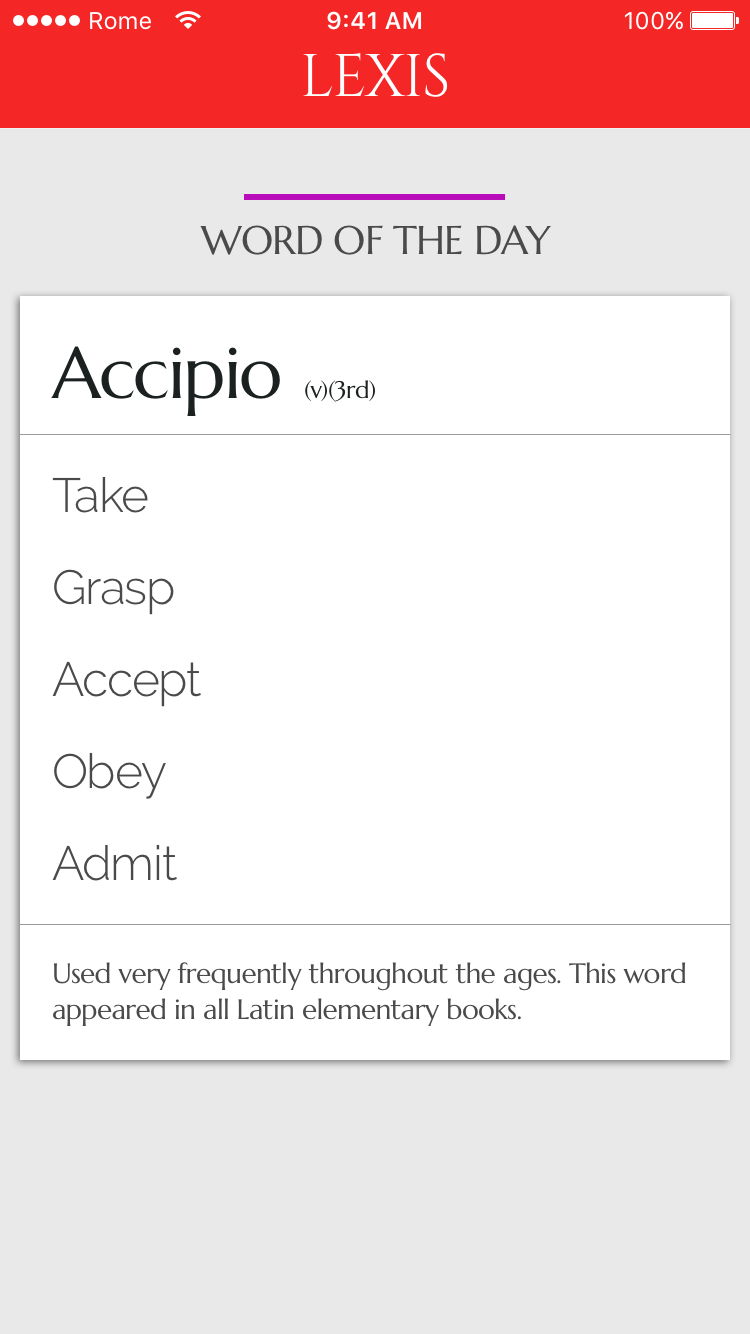 Rome 9:41 AM 100%
LEXIS
WORD OF THE DAY
Accipio (v)(3rd)
Take
Grasp
Accept
Obey
Admit
Used very frequently throughout the ages. This word
appeared in all Latin elementary books.